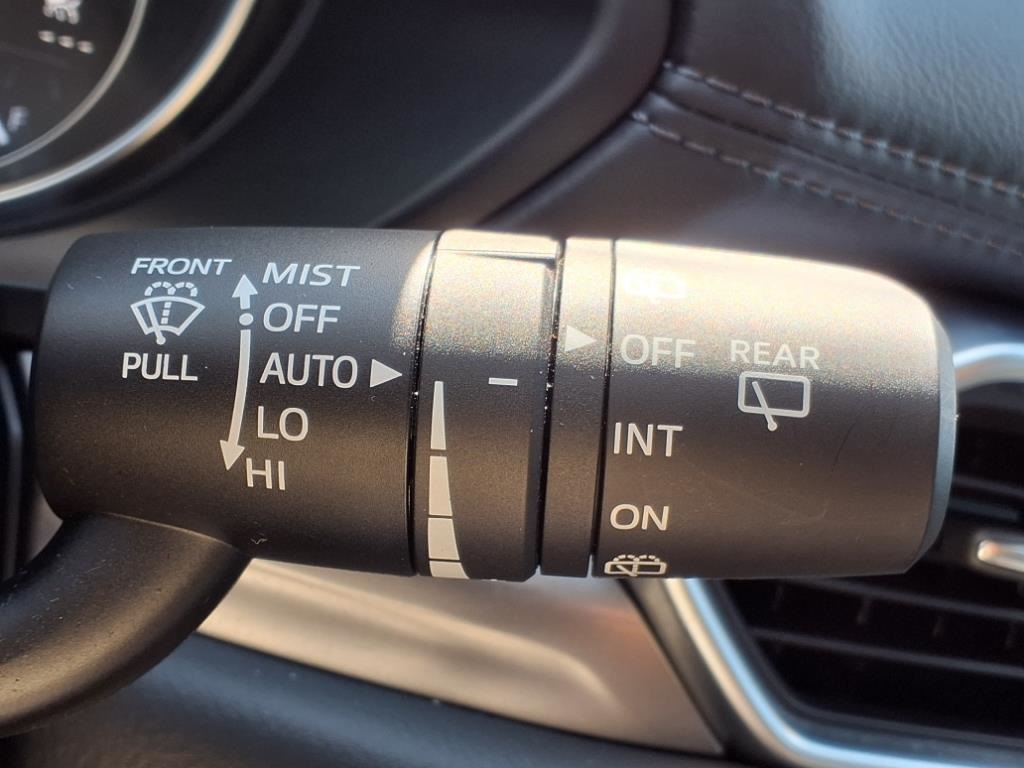 FRONT
MIST
OFF
PULL
AUTO
LO
HI
OFF
REAR
INT
ON
F